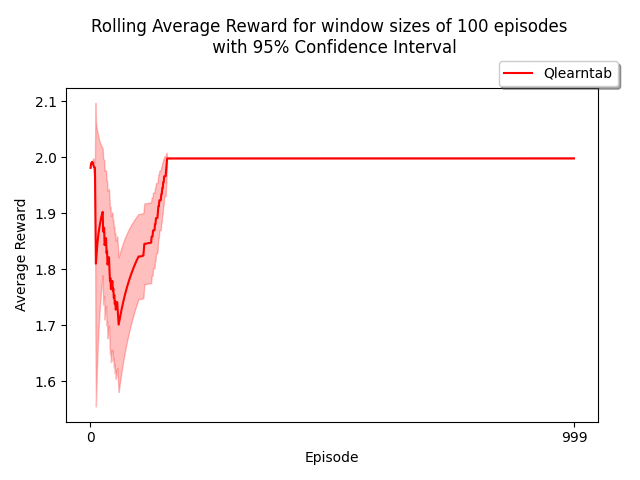 Rolling Average Reward for window sizes of 100 episodes
with 95% Confidence Interval
Qlearntab
2.1
2.0
1.9
1.8
1.7
1.6
Average Reward
0
999
Episode